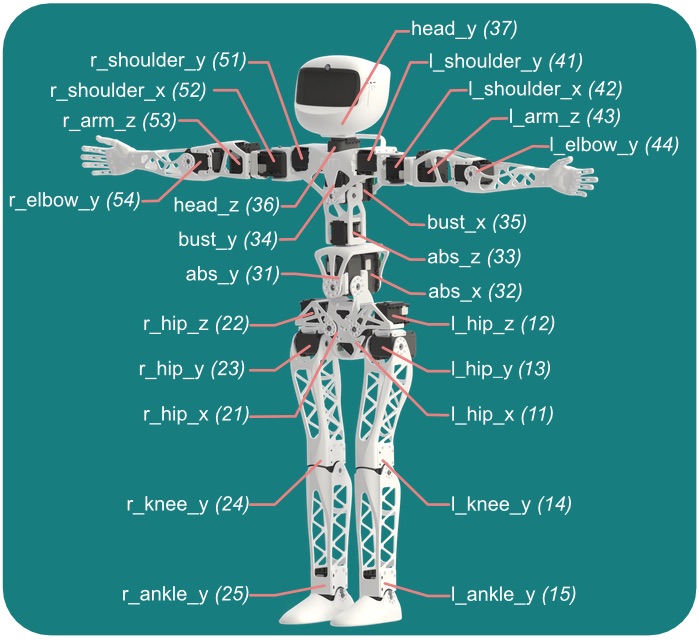 head_y (37)
r_shoulder_y (51)
l_shoulder_y (41)
r_shoulder_x (52)
l_shoulder_x (42)
r_arm_z (53)
l_arm_z (43)
l_elbow_y (44)
r_elbow_y (54)
head_z (36)
bust_x (35)
bust_y (34)
abs_z (33)
abs_y (31)
abs_x (32)
r_hip_z (22)
l_hip_z (12)
r_hip_y (23)
l_hip_y (13)
r_hip_x (21)
l_hip_x (11)
r_knee_y (24)
l_knee_y (14)
r_ankle_y (25)
l_ankle_y (15)